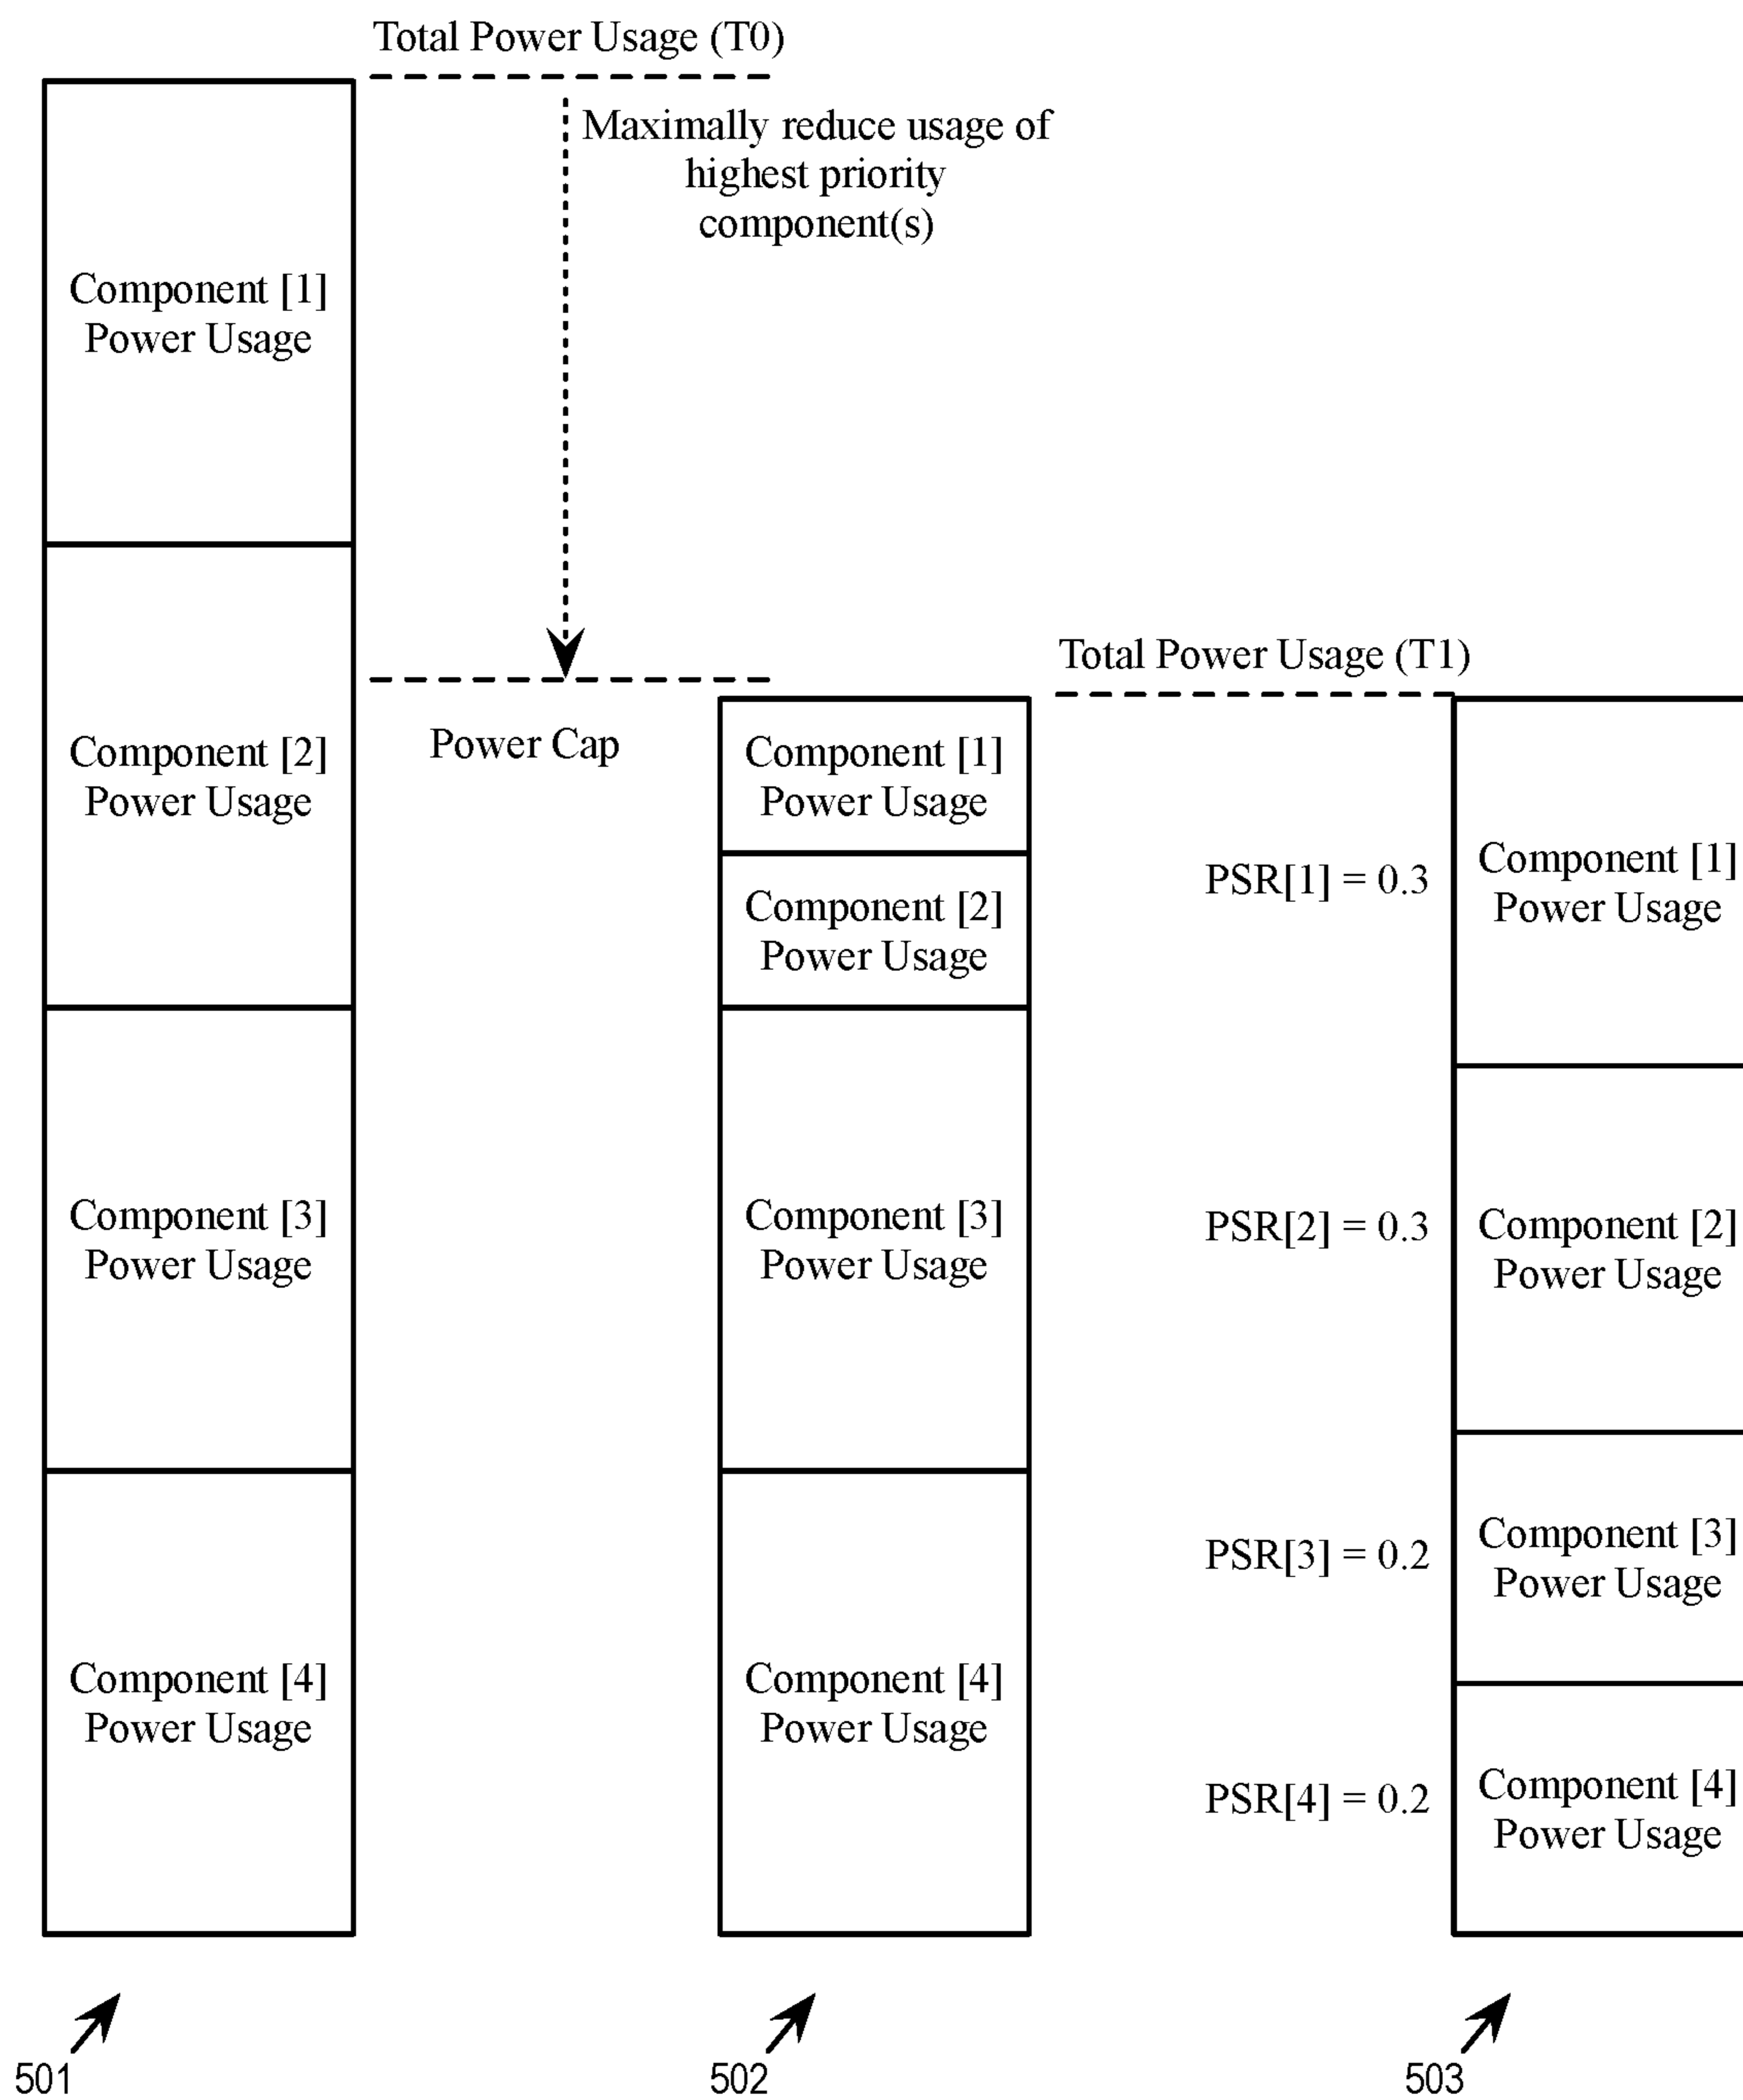 Total Power Usage (T0)
Maximally reduce usage of
highest priority
component(s)
Component [1]
Power Usage
Component [2]
Power Usage
Component [3]
Power Usage
Component [4]
Power Usage
501
Power Cap
Component [1]
Power Usage
Component [2]
Power Usage
Component [3]
Power Usage
Component [4]
Power Usage
502
Total Power Usage (T1)
PSR[1] = 0.3
Component [1]
Power Usage
PSR[2] = 0.3
Component [2]
Power Usage
PSR[3] = 0.2
Component [3]
Power Usage
PSR[4] = 0.2
Component [4]
Power Usage
503